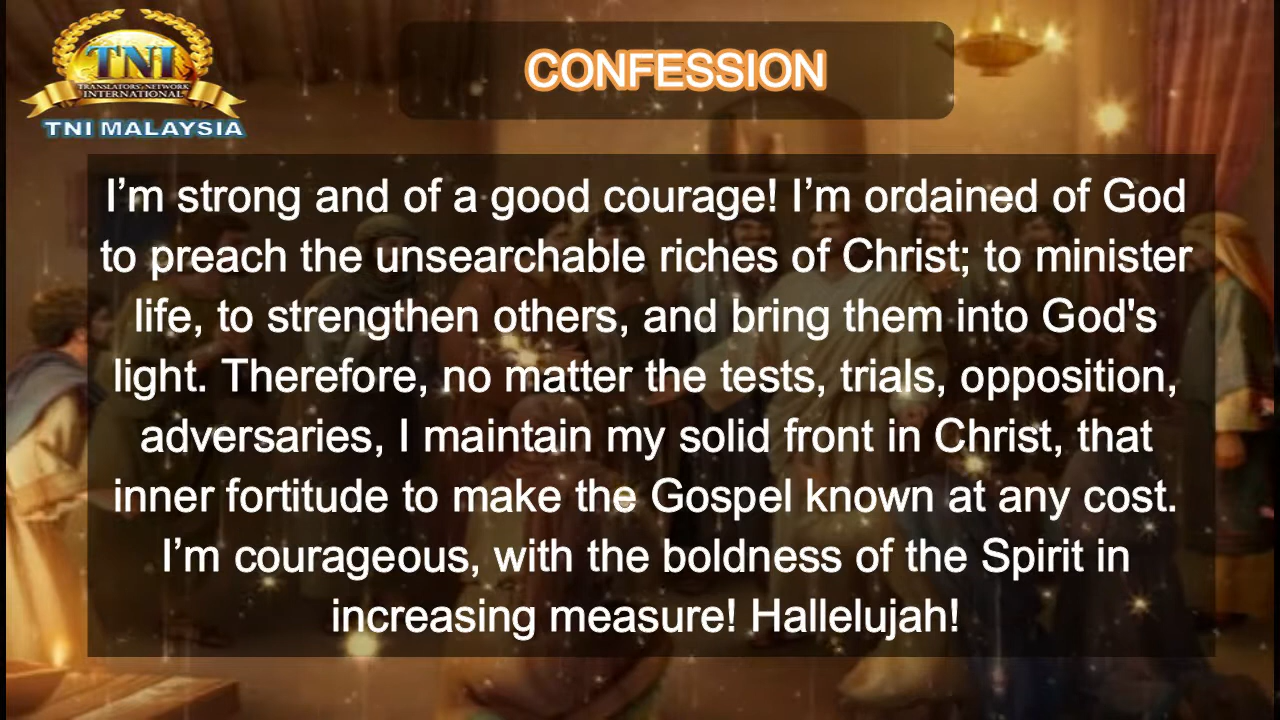 TNI
TRANSLATORS' NETWORK
INTERNATIONAL
TNI MALAYSIA
CONFESSION
I’m strong and of a good courage! I’m ordained of God
to preach the unsearchable riches of Christ; to minister
life, to strengthen others, and bring them into God's
light. Therefore, no matter the tests, trials, opposition,
adversaries, I maintain my solid front in Christ, that
inner fortitude to make the Gospel known at any cost.
I’m courageous, with the boldness of the Spirit in
increasing measure! Hallelujah!